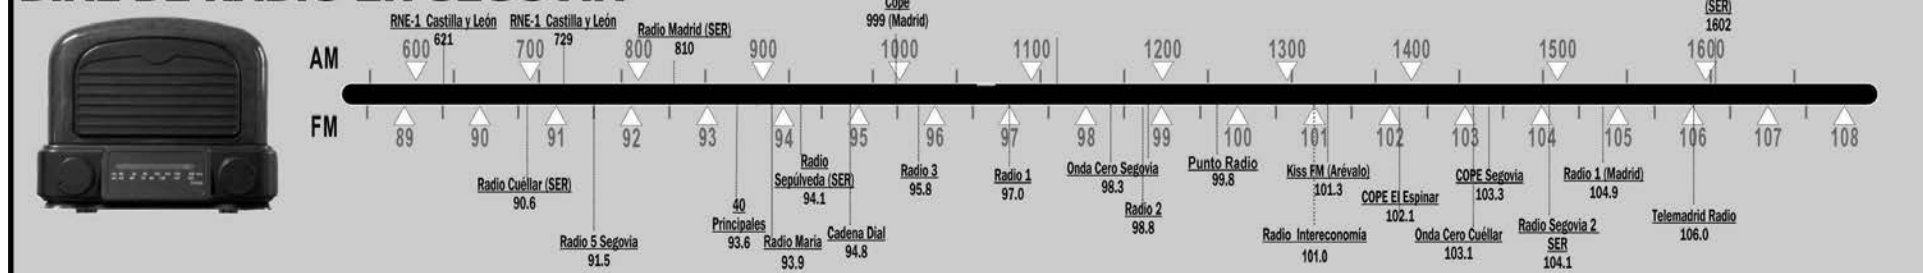 RNE-1 Castilla y León
621
RNE-1 Castilla y León
729
Radio Madrid (SER)
810
Cope
999 (Madrid)
(SER)
1602
AM
600 700 800 900 1000 1100 1200 1300 1400 1500 1600
FM
89 90 91 92 93 94 95 96 97 98 99 100 101 102 103 104 105 106 107 108
Radio Cuéllar (SER)
90.6
Radio 5 Segovia
91.5
40
Principales
93.6
Radio María
93.9
Radio
Sepúlveda (SER)
94.1
Cadena Dial
94.8
Radio 3
95.8
Radio 1
97.0
Onda Cero Segovia
98.3
Radio 2
98.8
Punto Radio
99.8
Radio Intereconomía
101.0
Kiss FM (Arévalo)
101.3
COPE El Espinar
102.1
Onda Cero Cuéllar
103.1
COPE Segovia
103.3
Radio Segovia 2
SER
104.1
Radio 1 (Madrid)
104.9
Telemadrid Radio
106.0